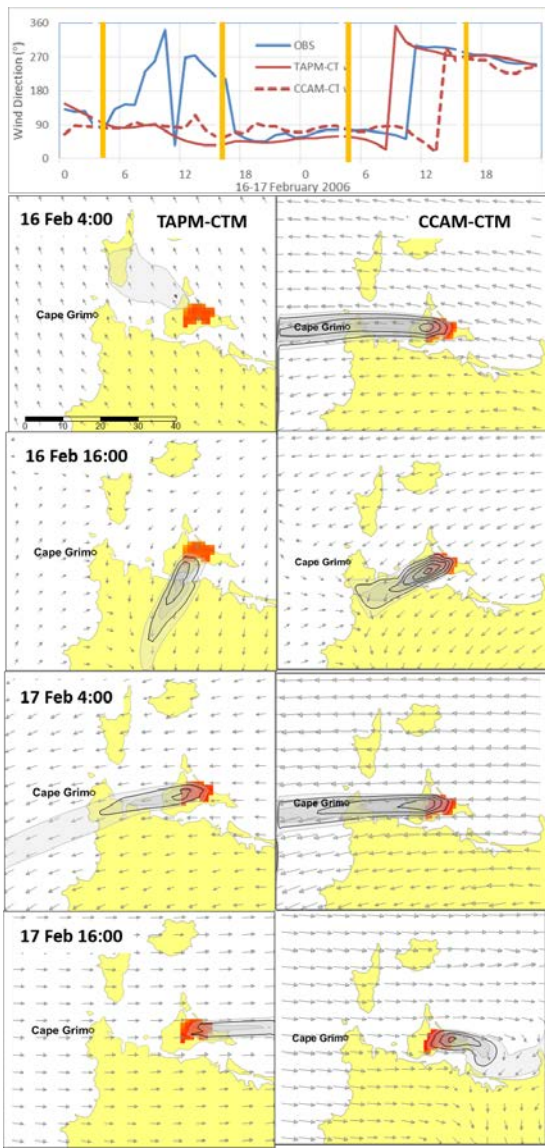 360
270
180
90
0
Wind Direction (°)
OBS
TAPM-CT
CCAM-CT
0 6 12 18 0 6 12 18
16-17 February 2006
16 Feb 4:00
TAPM-CTM
CCAM-CTM
Cape Grim
Cape Grim
0 10 20 30 40
16 Feb 16:00
Cape Grim
Cape Grim
17 Feb 4:00
Cape Grim
Cape Grim
17 Feb 16:00
Cape Grim
Cape Grim